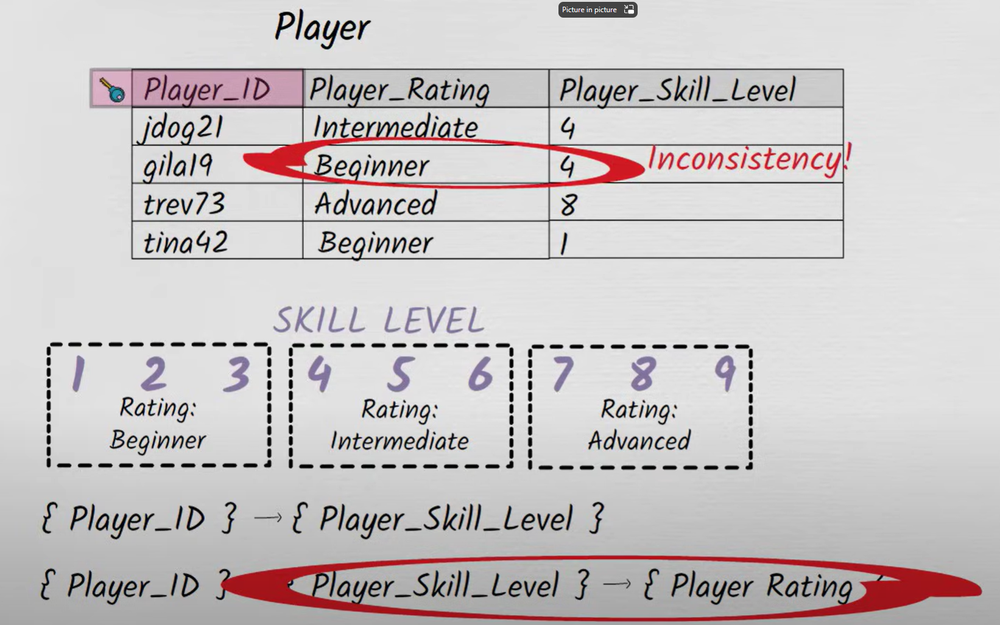 Picture in picture
Player
Player_ID Player_Rating Player_Skill_Level
jdog21 Intermediate 4
gila19 Beginner 4 Inconsistency!
trev73 Advanced 8
tina42 Beginner 1
SKILL LEVEL
1 2 3 4 5 6 7 8 9
Rating: Rating: Rating:
Beginner Intermediate Advanced
{ Player_ID } → { Player_Skill_Level }
{ Player_ID } { Player_Skill_Level } → { Player Rating